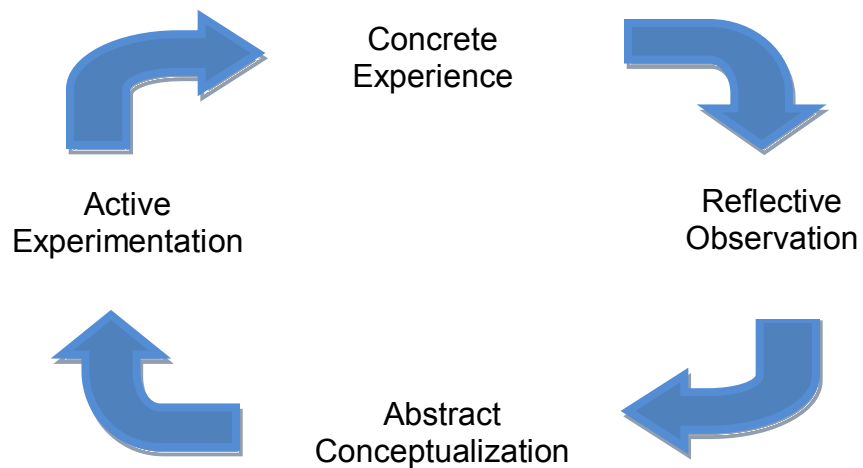 Concrete
Experience
Reflective
Observation
Abstract
Conceptualization
Active
Experimentation